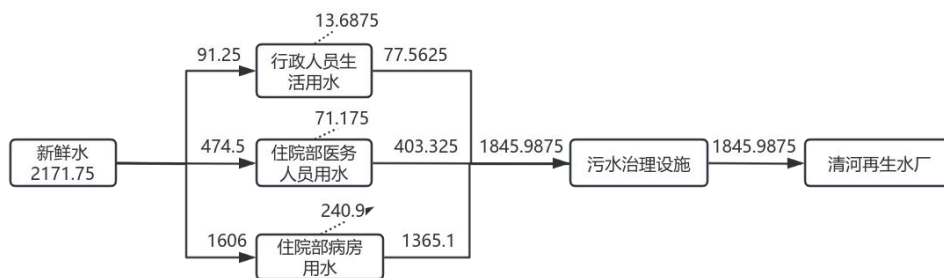 13.6875
91.25
行政人员生
活用水
77.5625
71.175
新鲜水
2171.75
474.5
住院部医务
人员用水
403.325
1845.9875
污水治理设施
1845.9875
清河再生水厂
240.9
1606
住院部病房
用水
1365.1